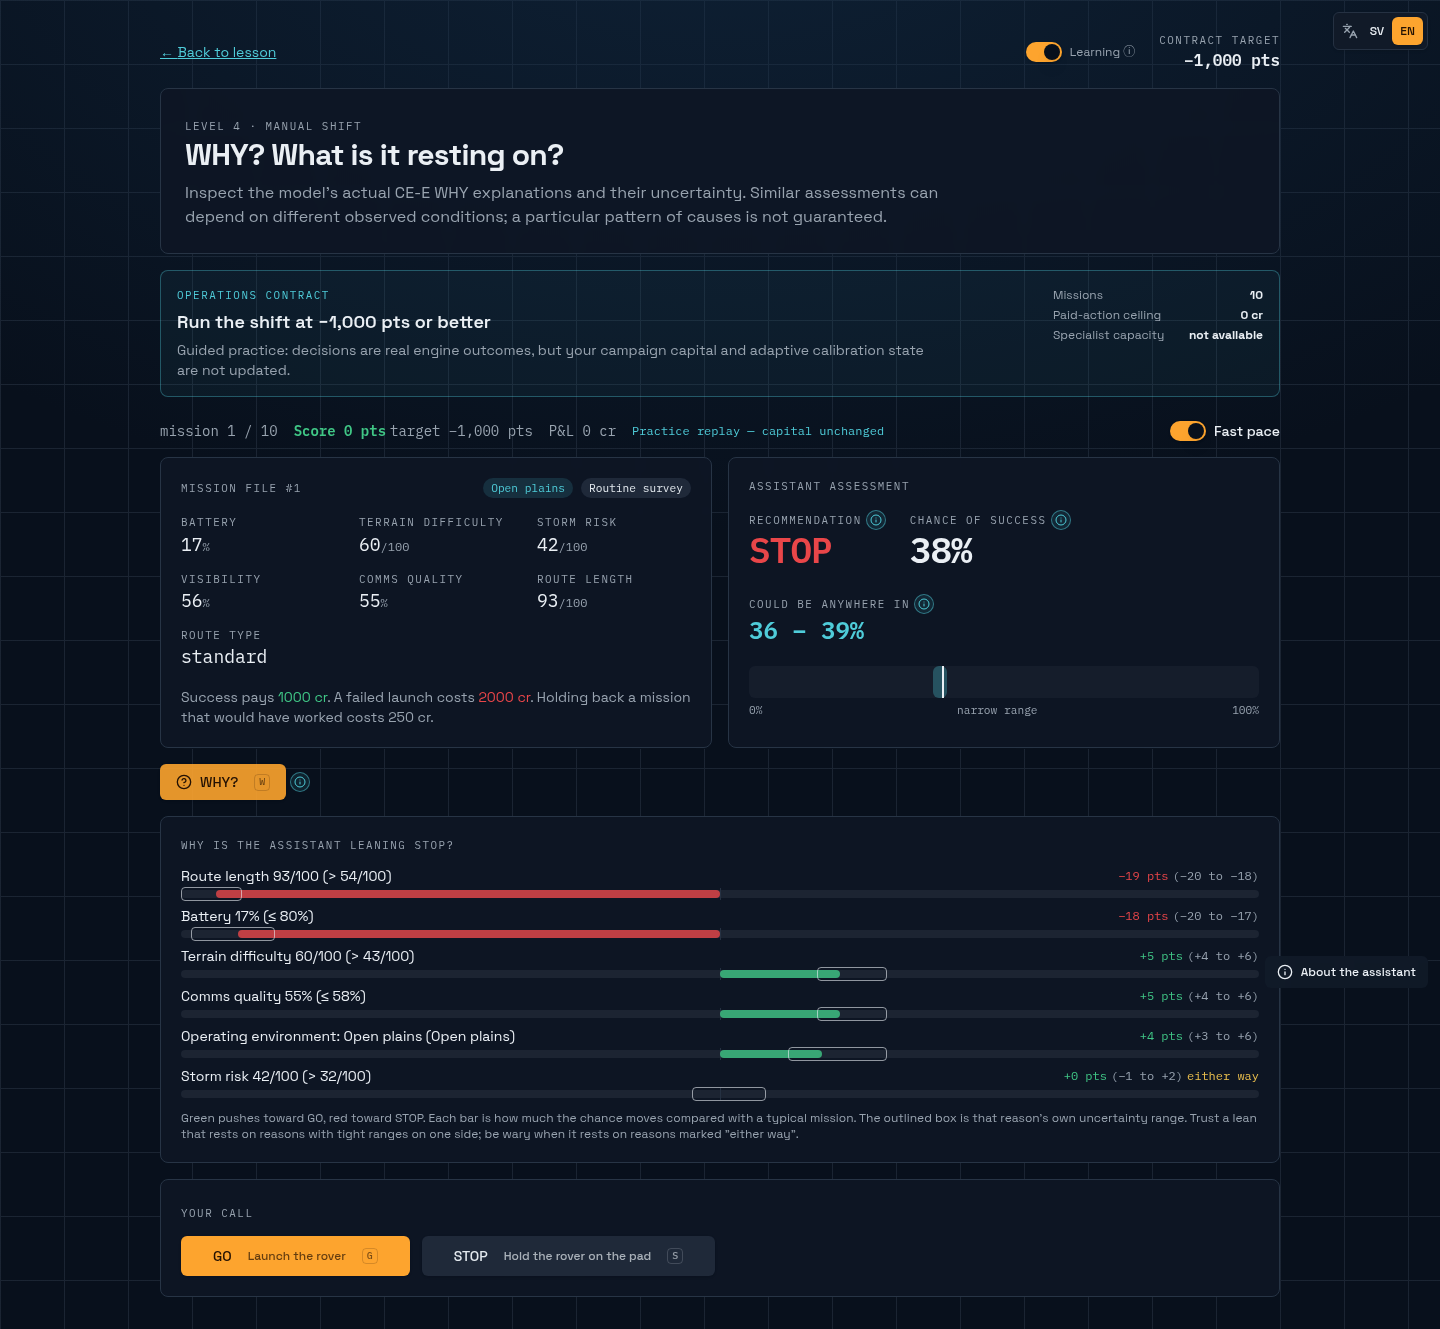 ← Back to lesson
Learning ⓘ
CONTRACT TARGET
−1,000 pts
SV EN
LEVEL 4 · MANUAL SHIFT
WHY? What is it resting on?
Inspect the model's actual CE-E WHY explanations and their uncertainty. Similar assessments can
depend on different observed conditions; a particular pattern of causes is not guaranteed.
OPERATIONS CONTRACT
Run the shift at −1,000 pts or better
Guided practice: decisions are real engine outcomes, but your campaign capital and adaptive calibration state
are not updated.
Missions 10
Paid-action ceiling 0 cr
Specialist capacity not available
mission 1 / 10 Score 0 pts target −1,000 pts P&L 0 cr Practice replay — capital unchanged
Fast pace
MISSION FILE #1 Open plains Routine survey
BATTERY TERRAIN DIFFICULTY STORM RISK
17% 60/100 42/100
VISIBILITY COMMS QUALITY ROUTE LENGTH
56% 55% 93/100
ROUTE TYPE
standard
Success pays 1000 cr. A failed launch costs 2000 cr. Holding back a mission
that would have worked costs 250 cr.
ASSISTANT ASSESSMENT
RECOMMENDATION CHANCE OF SUCCESS
STOP 38%
COULD BE ANYWHERE IN
36 – 39%
0% narrow range 100%
WHY? W
WHY IS THE ASSISTANT LEANING STOP?
Route length 93/100 (> 54/100) −19 pts (−20 to −18)
Battery 17% (≤ 80%) −18 pts (−20 to −17)
Terrain difficulty 60/100 (> 43/100) +5 pts (+4 to +6)
Comms quality 55% (≤ 58%) +5 pts (+4 to +6)
Operating environment: Open plains (Open plains) +4 pts (+3 to +6)
Storm risk 42/100 (> 32/100) +0 pts (−1 to +2) either way
Green pushes toward GO, red toward STOP. Each bar is how much the chance moves compared with a typical mission. The outlined box is that reason's own uncertainty range. Trust a lean
that rests on reasons with tight ranges on one side; be wary when it rests on reasons marked "either way".
About the assistant
YOUR CALL
GO Launch the rover G
STOP Hold the rover on the pad S